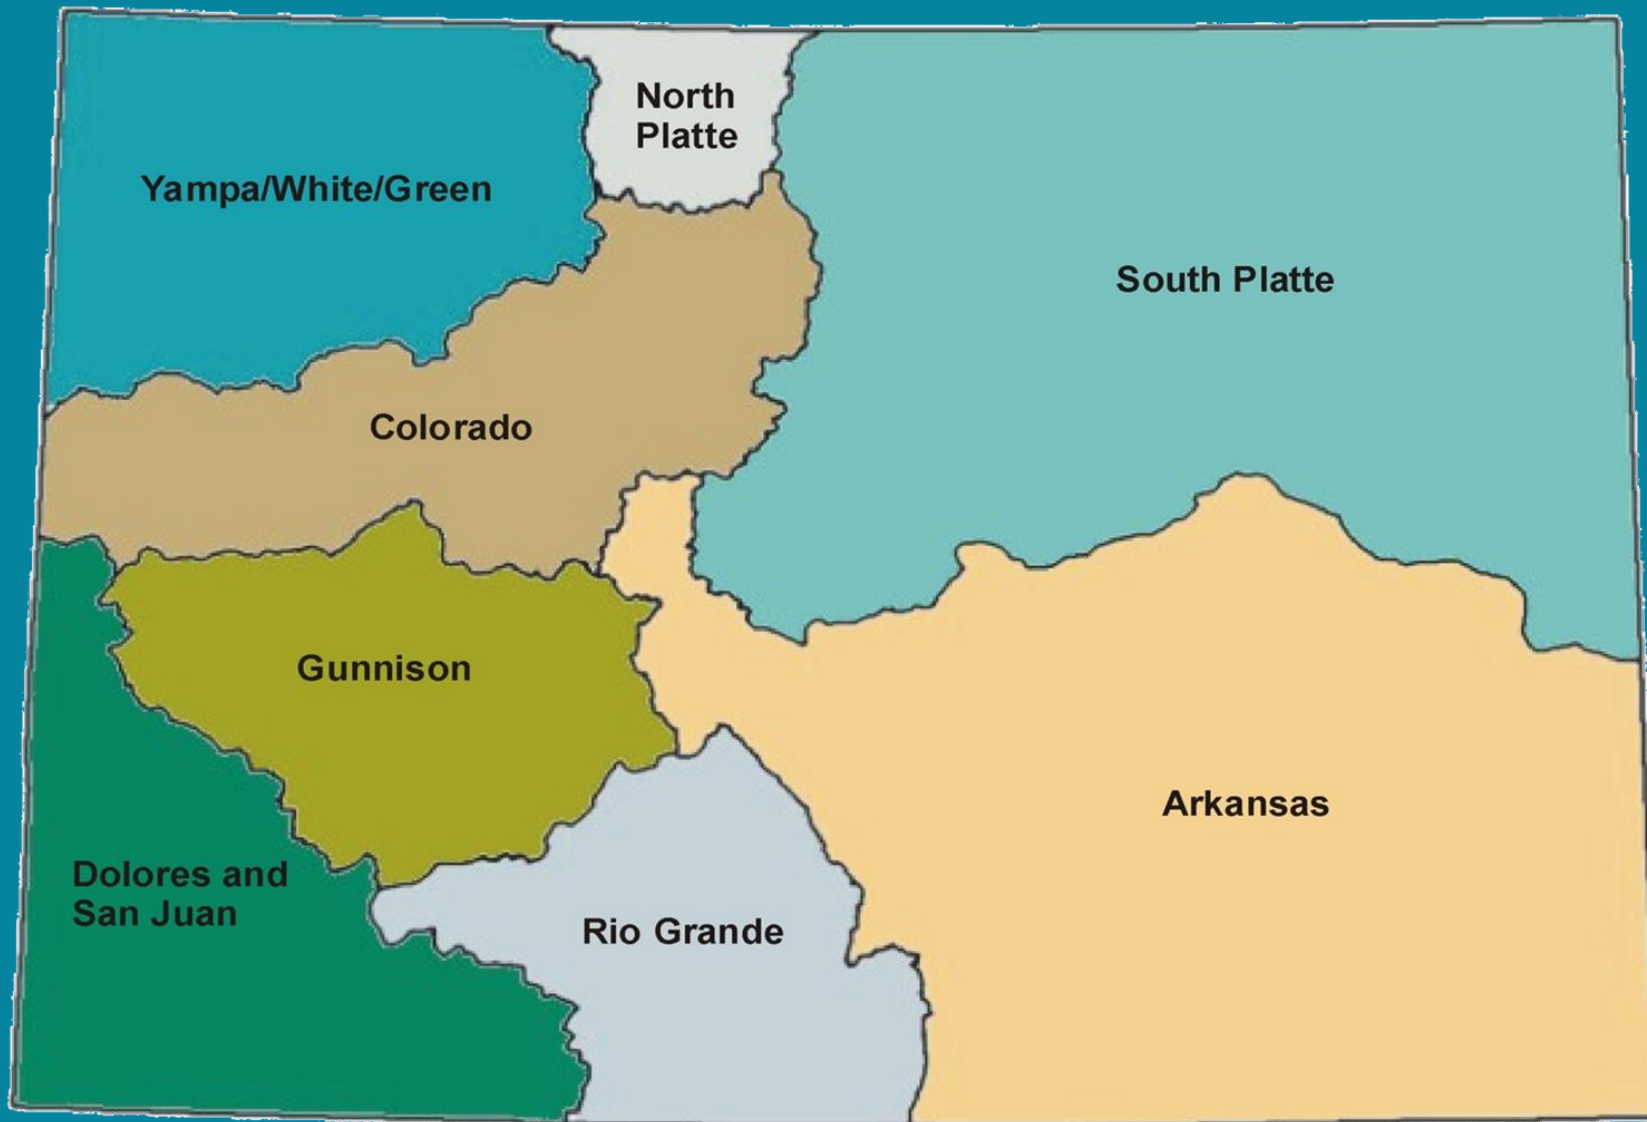 North
Platte
Yampa/White/Green
South Platte
Colorado
Gunnison
Arkansas
Dolores and
San Juan
Rio Grande